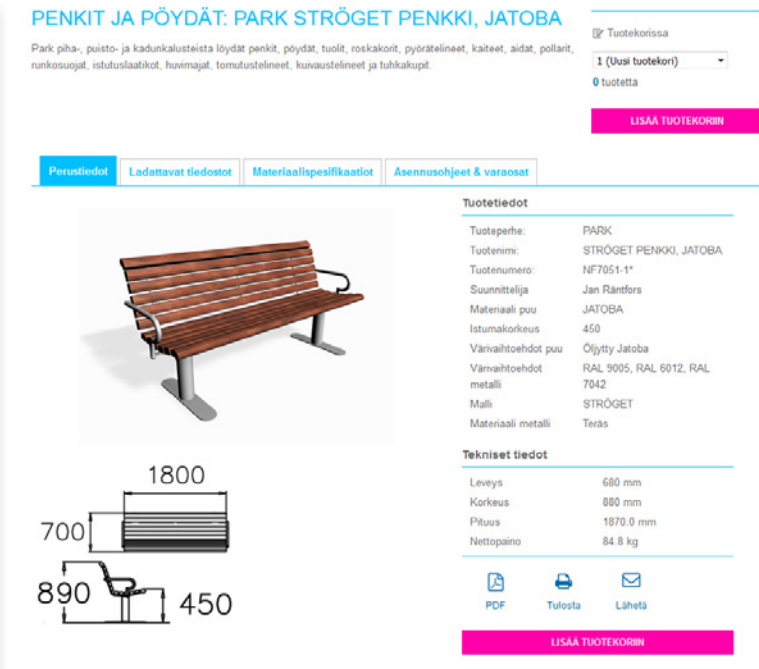 PENKIT JA PÖYDÄT: PARK STRÖGET PENKKI, JATOBA
Park piha-, puisto- ja kadunkalusteista löydät penkit, pöydät, tuolit, roskakorit, pyörätelineet, kaiteet, aidat, pollarit,
runkosuojat, istutuslaatikot, huvimajat, tomutustelineet, kuivaustelineet ja tuhkakupit.
Tuotekorissa
1 (Uusi tuotekori)
0 tuotetta
LISÄÄ TUOTEKORIIN
Perustiedot
Ladattavat tiedostot
Materiaalispesifikaatiot
Asennusohjeet & varaosat
Tuotetiedot
Tuoteperhe: PARK
Tuotenimi: STRÖGET PENKKI, JATOBA
Tuotenumero: NF7051-1*
Suunnittelija Jan Räntfors
Materiaali puu JATOBA
Istumakorkeus 450
Värivaihtoehdot puu Öljytty Jatoba
Värivaihtoehdot metalli RAL 9005, RAL 6012, RAL 7042
Malli STRÖGET
Materiaali metalli Teräs
Tekniset tiedot
Leveys 680 mm
Korkeus 880 mm
Pituus 1870.0 mm
Nettopaino 84.8 kg
1800
700
890
450
PDF
Tulosta
Lähetä
LISÄÄ TUOTEKORIIN